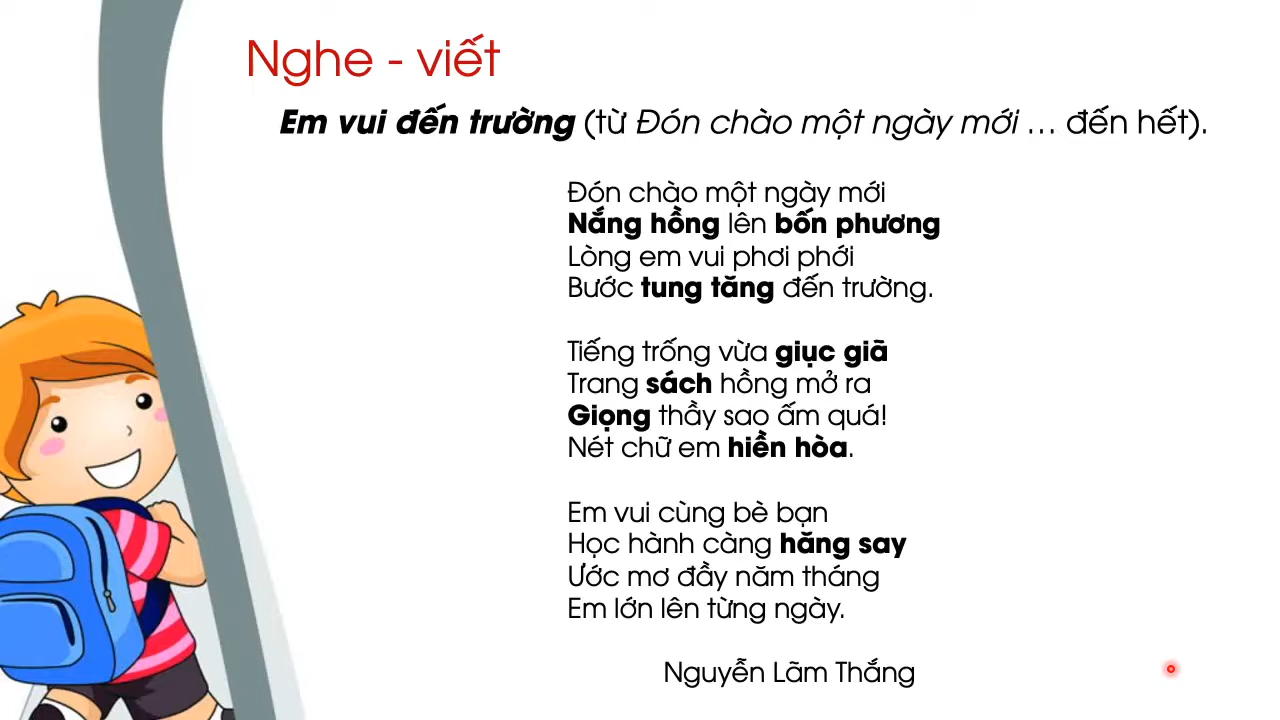 Nghe - viết
Em vui đến trường (từ Đón chào một ngày mới ... đến hết).
Đón chào một ngày mới
Nắng hồng lên bốn phương
Lòng em vui phơi phới
Bước tung tăng đến trường.
Tiếng trống vừa giục giã
Trang sách hồng mở ra
Giọng thầy sao ấm quá!
Nét chữ em hiền hòa.
Em vui cùng bè bạn
Học hành càng hăng say
Ước mơ đầy năm tháng
Em lớn lên từng ngày.
Nguyễn Lãm Thắng